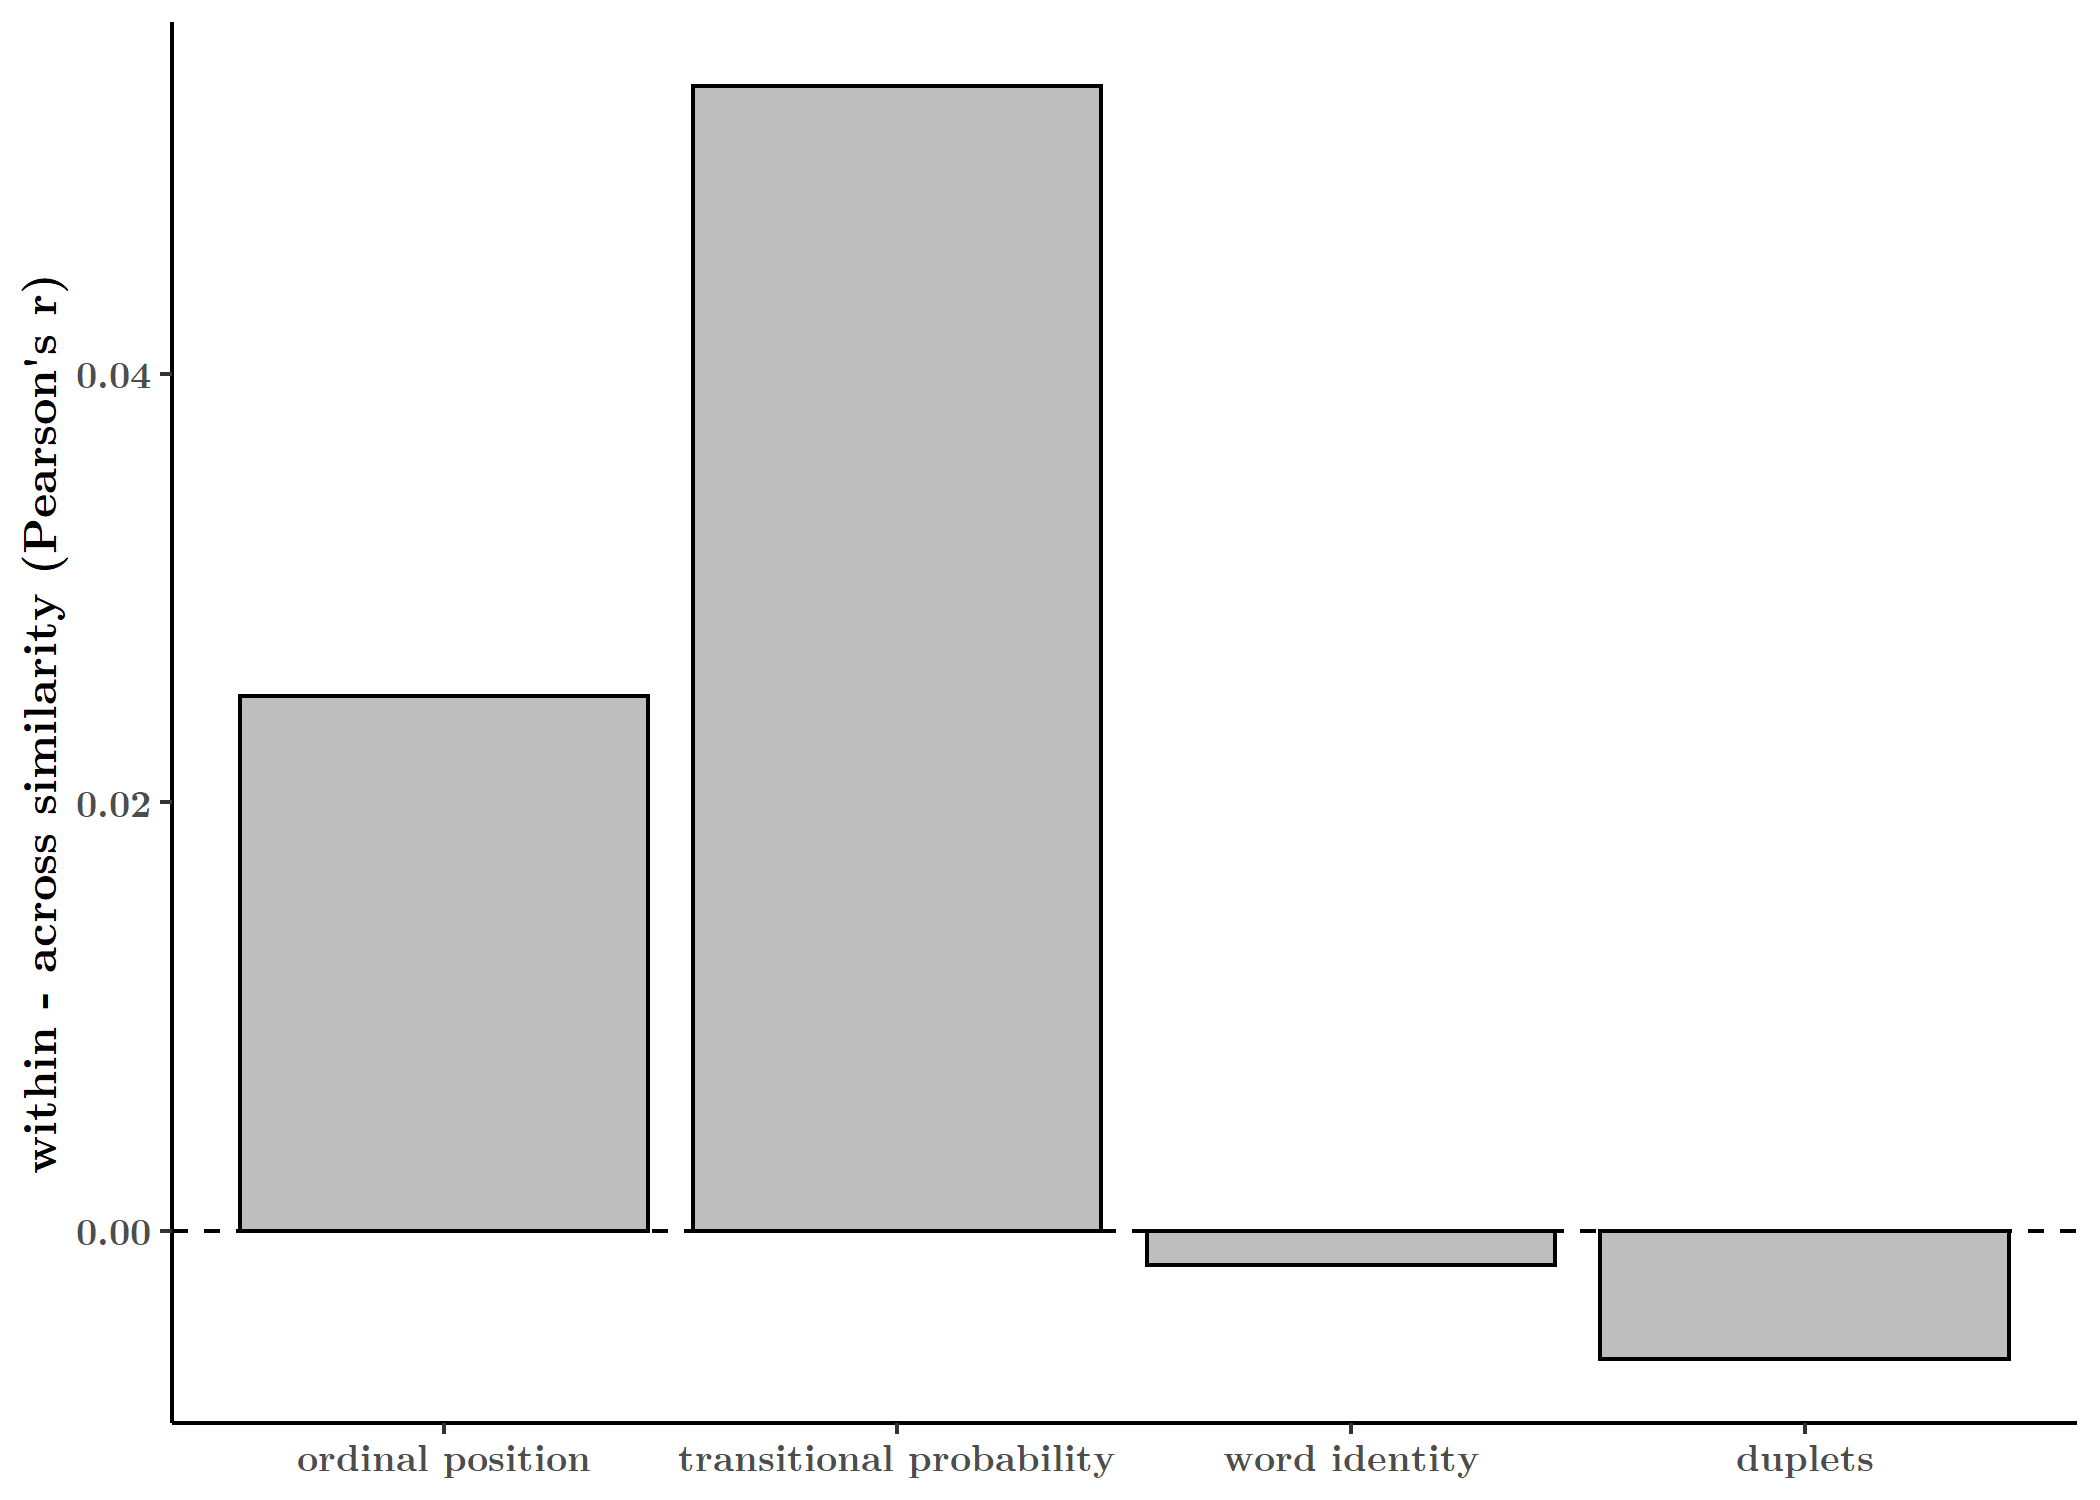 within - across similarity (Pearson's r)
0.04
0.02
0.00
ordinal position
transitional probability
word identity
duplets